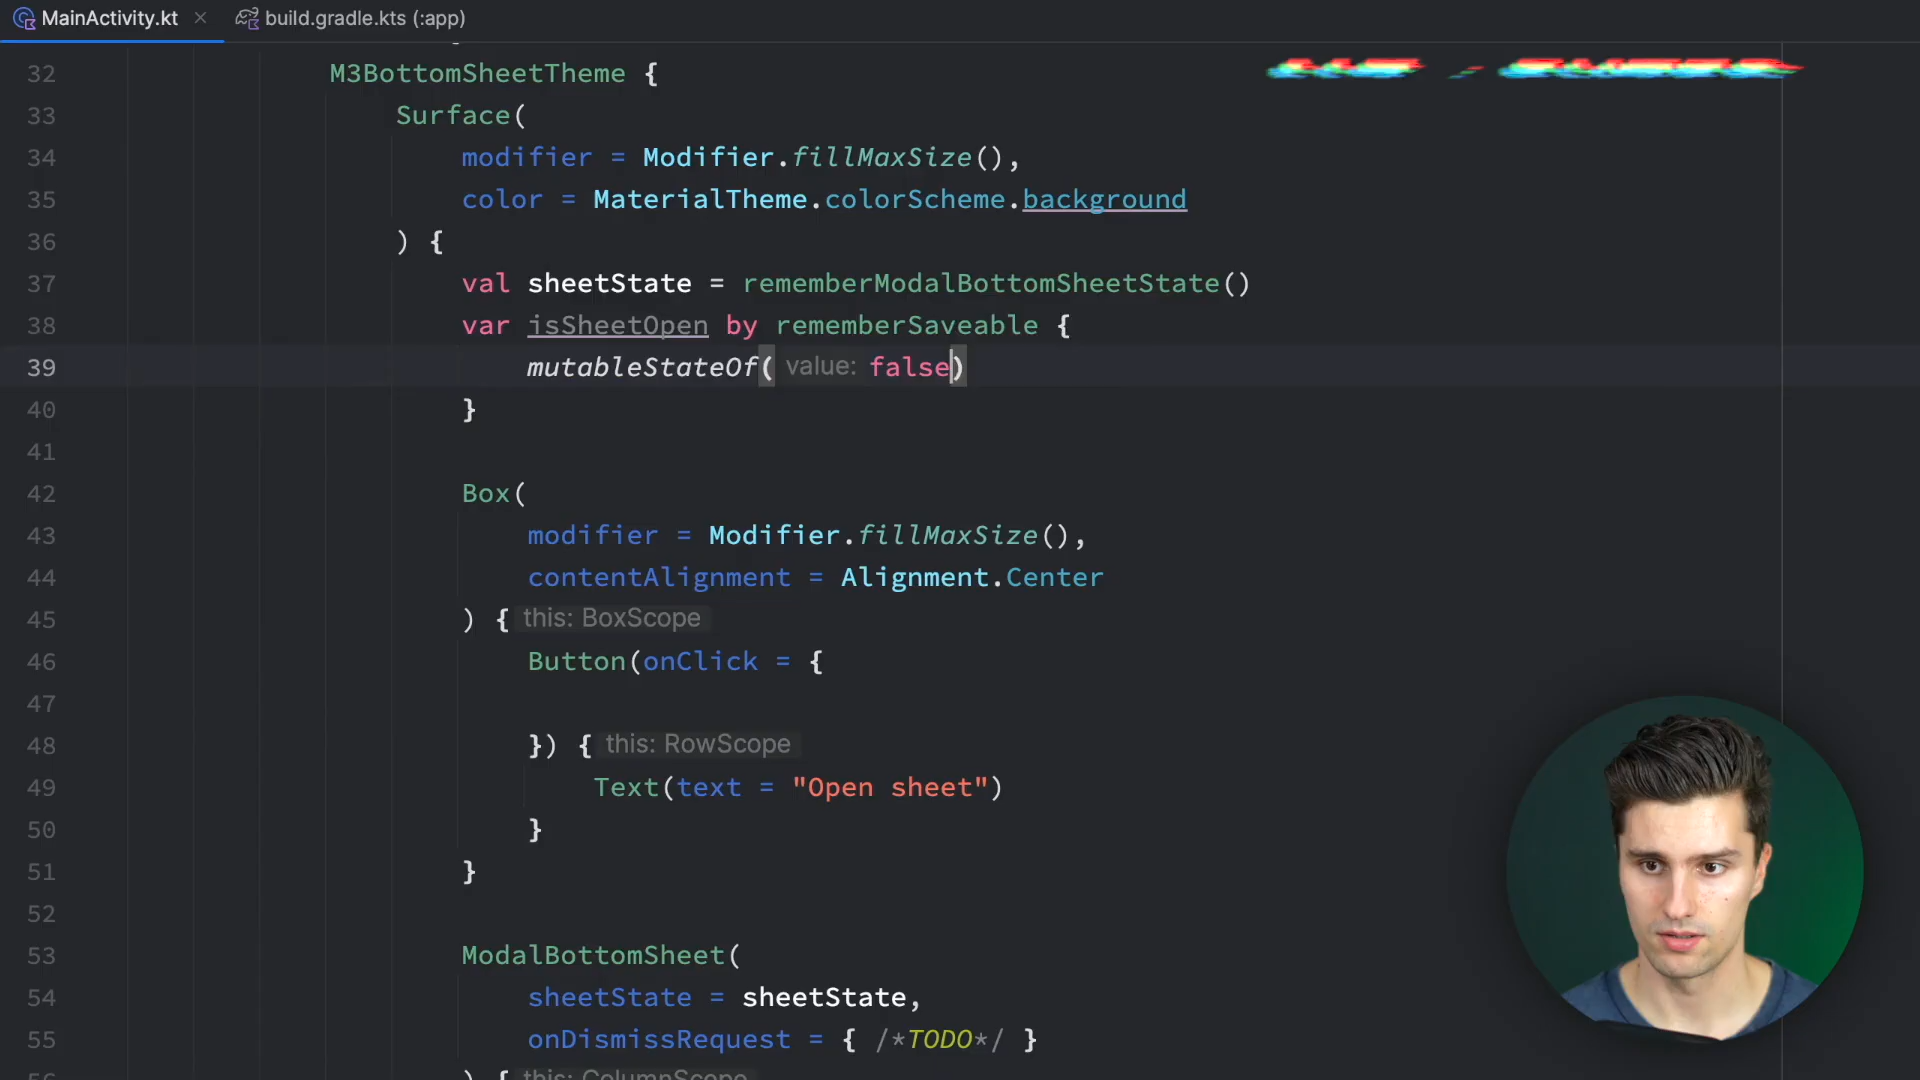 MainActivity.kt
build.gradle.kts (:app)
32 M3BottomSheetTheme {
33 Surface(
34 modifier = Modifier.fillMaxSize(),
35 color = MaterialTheme.colorScheme.background
36 ) {
37 val sheetState = rememberModalBottomSheetState()
38 var isSheetOpen by rememberSaveable {
39 mutableStateOf( value: false)
40 }
41
42 Box(
43 modifier = Modifier.fillMaxSize(),
44 contentAlignment = Alignment.Center
45 ) { this: BoxScope
46 Button(onClick = {
47
48 }) { this: RowScope
49 Text(text = "Open sheet")
50 }
51 }
52
53 ModalBottomSheet(
54 sheetState = sheetState,
55 onDismissRequest = { /*TODO*/ }
56 ) { this: ColumnScope